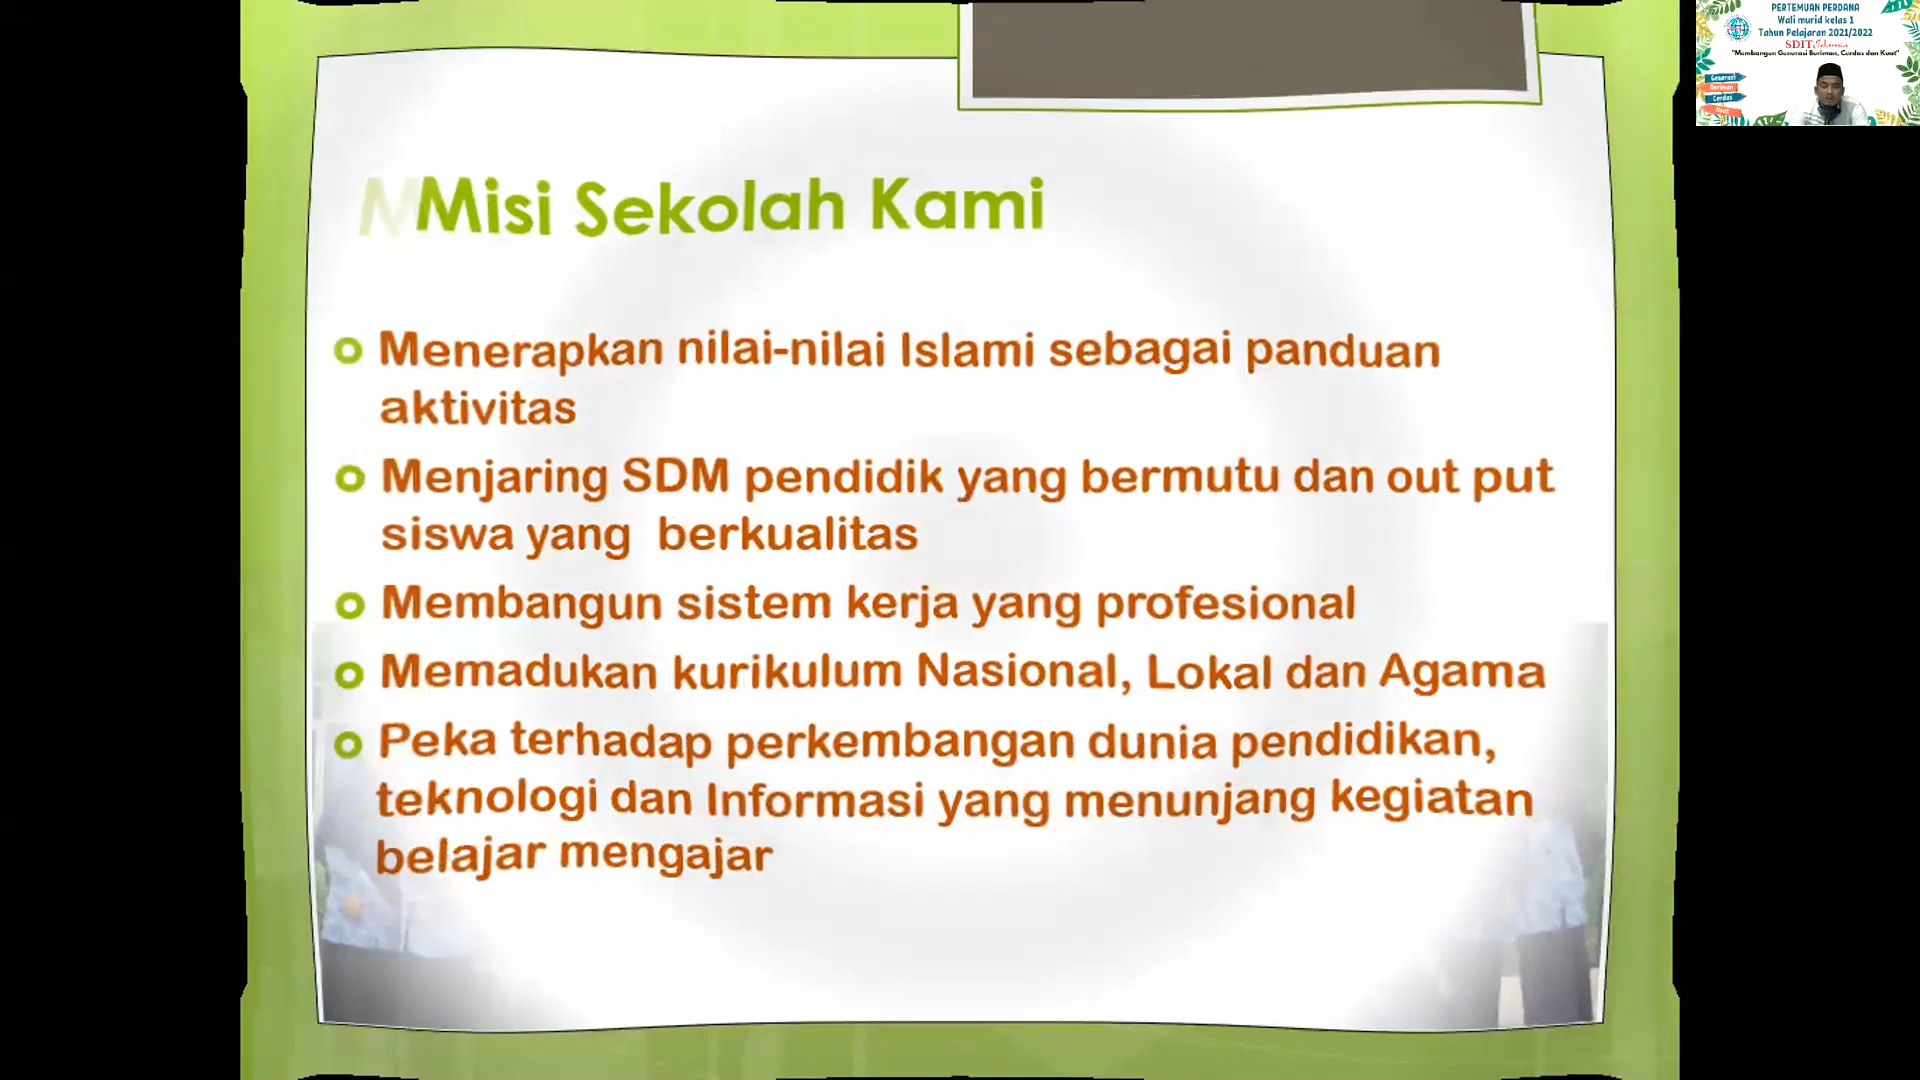 Misi Sekolah Kami
Menerapkan nilai-nilai Islami sebagai panduan
aktivitas
Menjaring SDM pendidik yang bermutu dan out put
siswa yang berkualitas
Membangun sistem kerja yang profesional
Memadukan kurikulum Nasional, Lokal dan Agama
Peka terhadap perkembangan dunia pendidikan,
teknologi dan Informasi yang menunjang kegiatan
belajar mengajar
PERTEMUAN PERDANA
Wali murid kelas 1
Tahun Pelajaran 2021/2022
SDIT
"Membangun Generasi Beriman, Cerdas dan Kuat"
Generasi
Beriman
Cerdas
Kuat